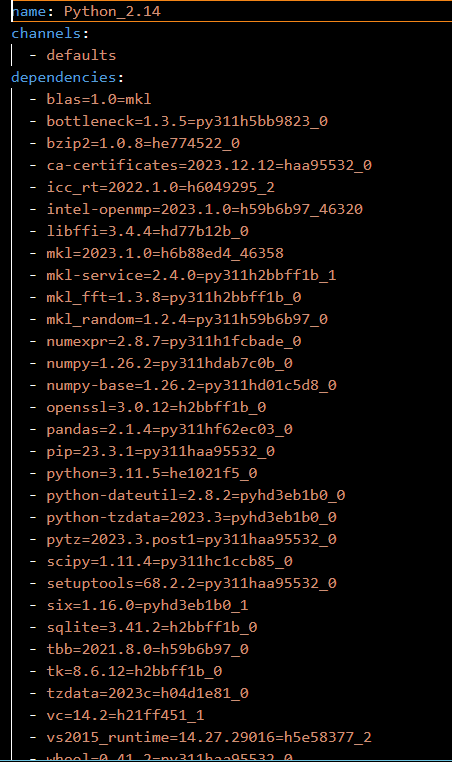 name: Python_2.14
channels:
- defaults
dependencies:
- blas=1.0=mkl
- bottleneck=1.3.5=py311h5bb9823_0
- bzip2=1.0.8=he774522_0
- ca-certificates=2023.12.12=haa95532_0
- icc_rt=2022.1.0=h6049295_2
- intel-openmp=2023.1.0=h59b6b97_46320
- libffi=3.4.4=hd77b12b_0
- mkl=2023.1.0=h6b88ed4_46358
- mkl-service=2.4.0=py311h2bbff1b_1
- mkl_fft=1.3.8=py311h2bbff1b_0
- mkl_random=1.2.4=py311h59b6b97_0
- numexpr=2.8.7=py311h1fcbade_0
- numpy=1.26.2=py311hdab7c0b_0
- numpy-base=1.26.2=py311hd01c5d8_0
- openssl=3.0.12=h2bbff1b_0
- pandas=2.1.4=py311hf62ec03_0
- pip=23.3.1=py311haa95532_0
- python=3.11.5=he1021f5_0
- python-dateutil=2.8.2=pyhd3eb1b0_0
- python-tzdata=2023.3=pyhd3eb1b0_0
- pytz=2023.3.post1=py311haa95532_0
- scipy=1.11.4=py311hc1ccb85_0
- setuptools=68.2.2=py311haa95532_0
- six=1.16.0=pyhd3eb1b0_1
- sqlite=3.41.2=h2bbff1b_0
- tbb=2021.8.0=h59b6b97_0
- tk=8.6.12=h2bbff1b_0
- tzdata=2023c=h04d1e81_0
- vc=14.2=h21ff451_1
- vs2015_runtime=14.27.29016=h5e58377_2
- wheel=0.41.2=py311haa95532_0